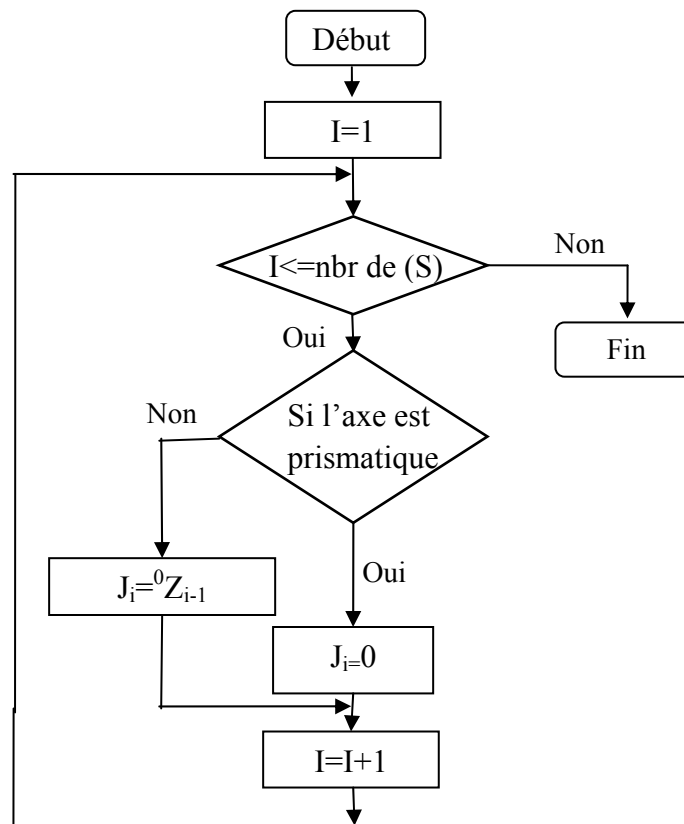 Début
I=1
I<=nbr de (S)
Non
Oui
Fin
Si l’axe est
prismatique
Non
Oui
Jᵢ=⁰Zᵢ₋₁
Jᵢ₌0
I=I+1